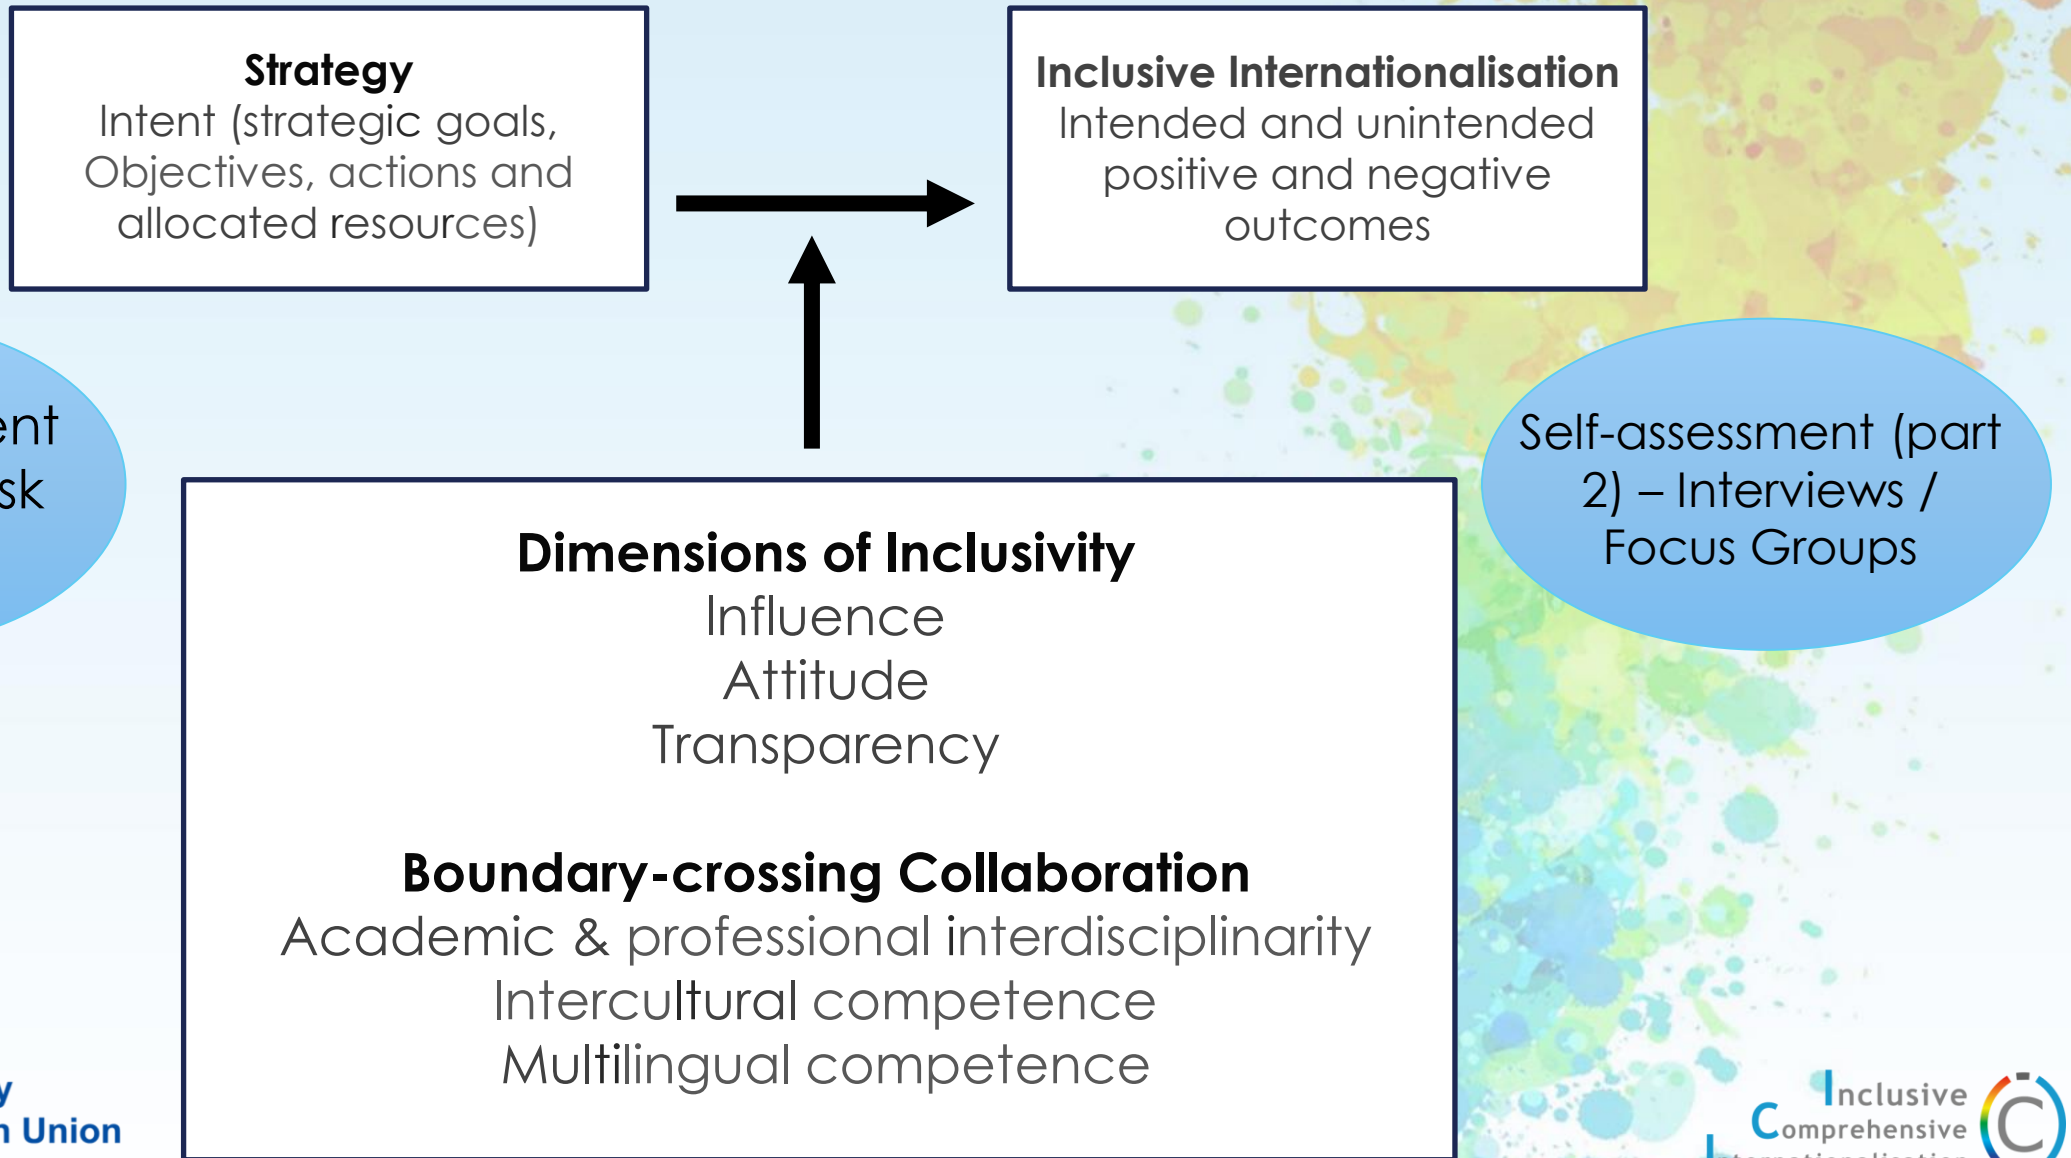 Strategy
Intent (strategic goals,
Objectives, actions and
allocated resources)
Inclusive Internationalisation
Intended and unintended
positive and negative
outcomes
Self-assessment (part
2) – Interviews /
Focus Groups
Dimensions of Inclusivity
Influence
Attitude
Transparency
Boundary-crossing Collaboration
Academic & professional interdisciplinarity
Intercultural competence
Multilingual competence
Union
Inclusive
Comprehensive
Internationalisation
C